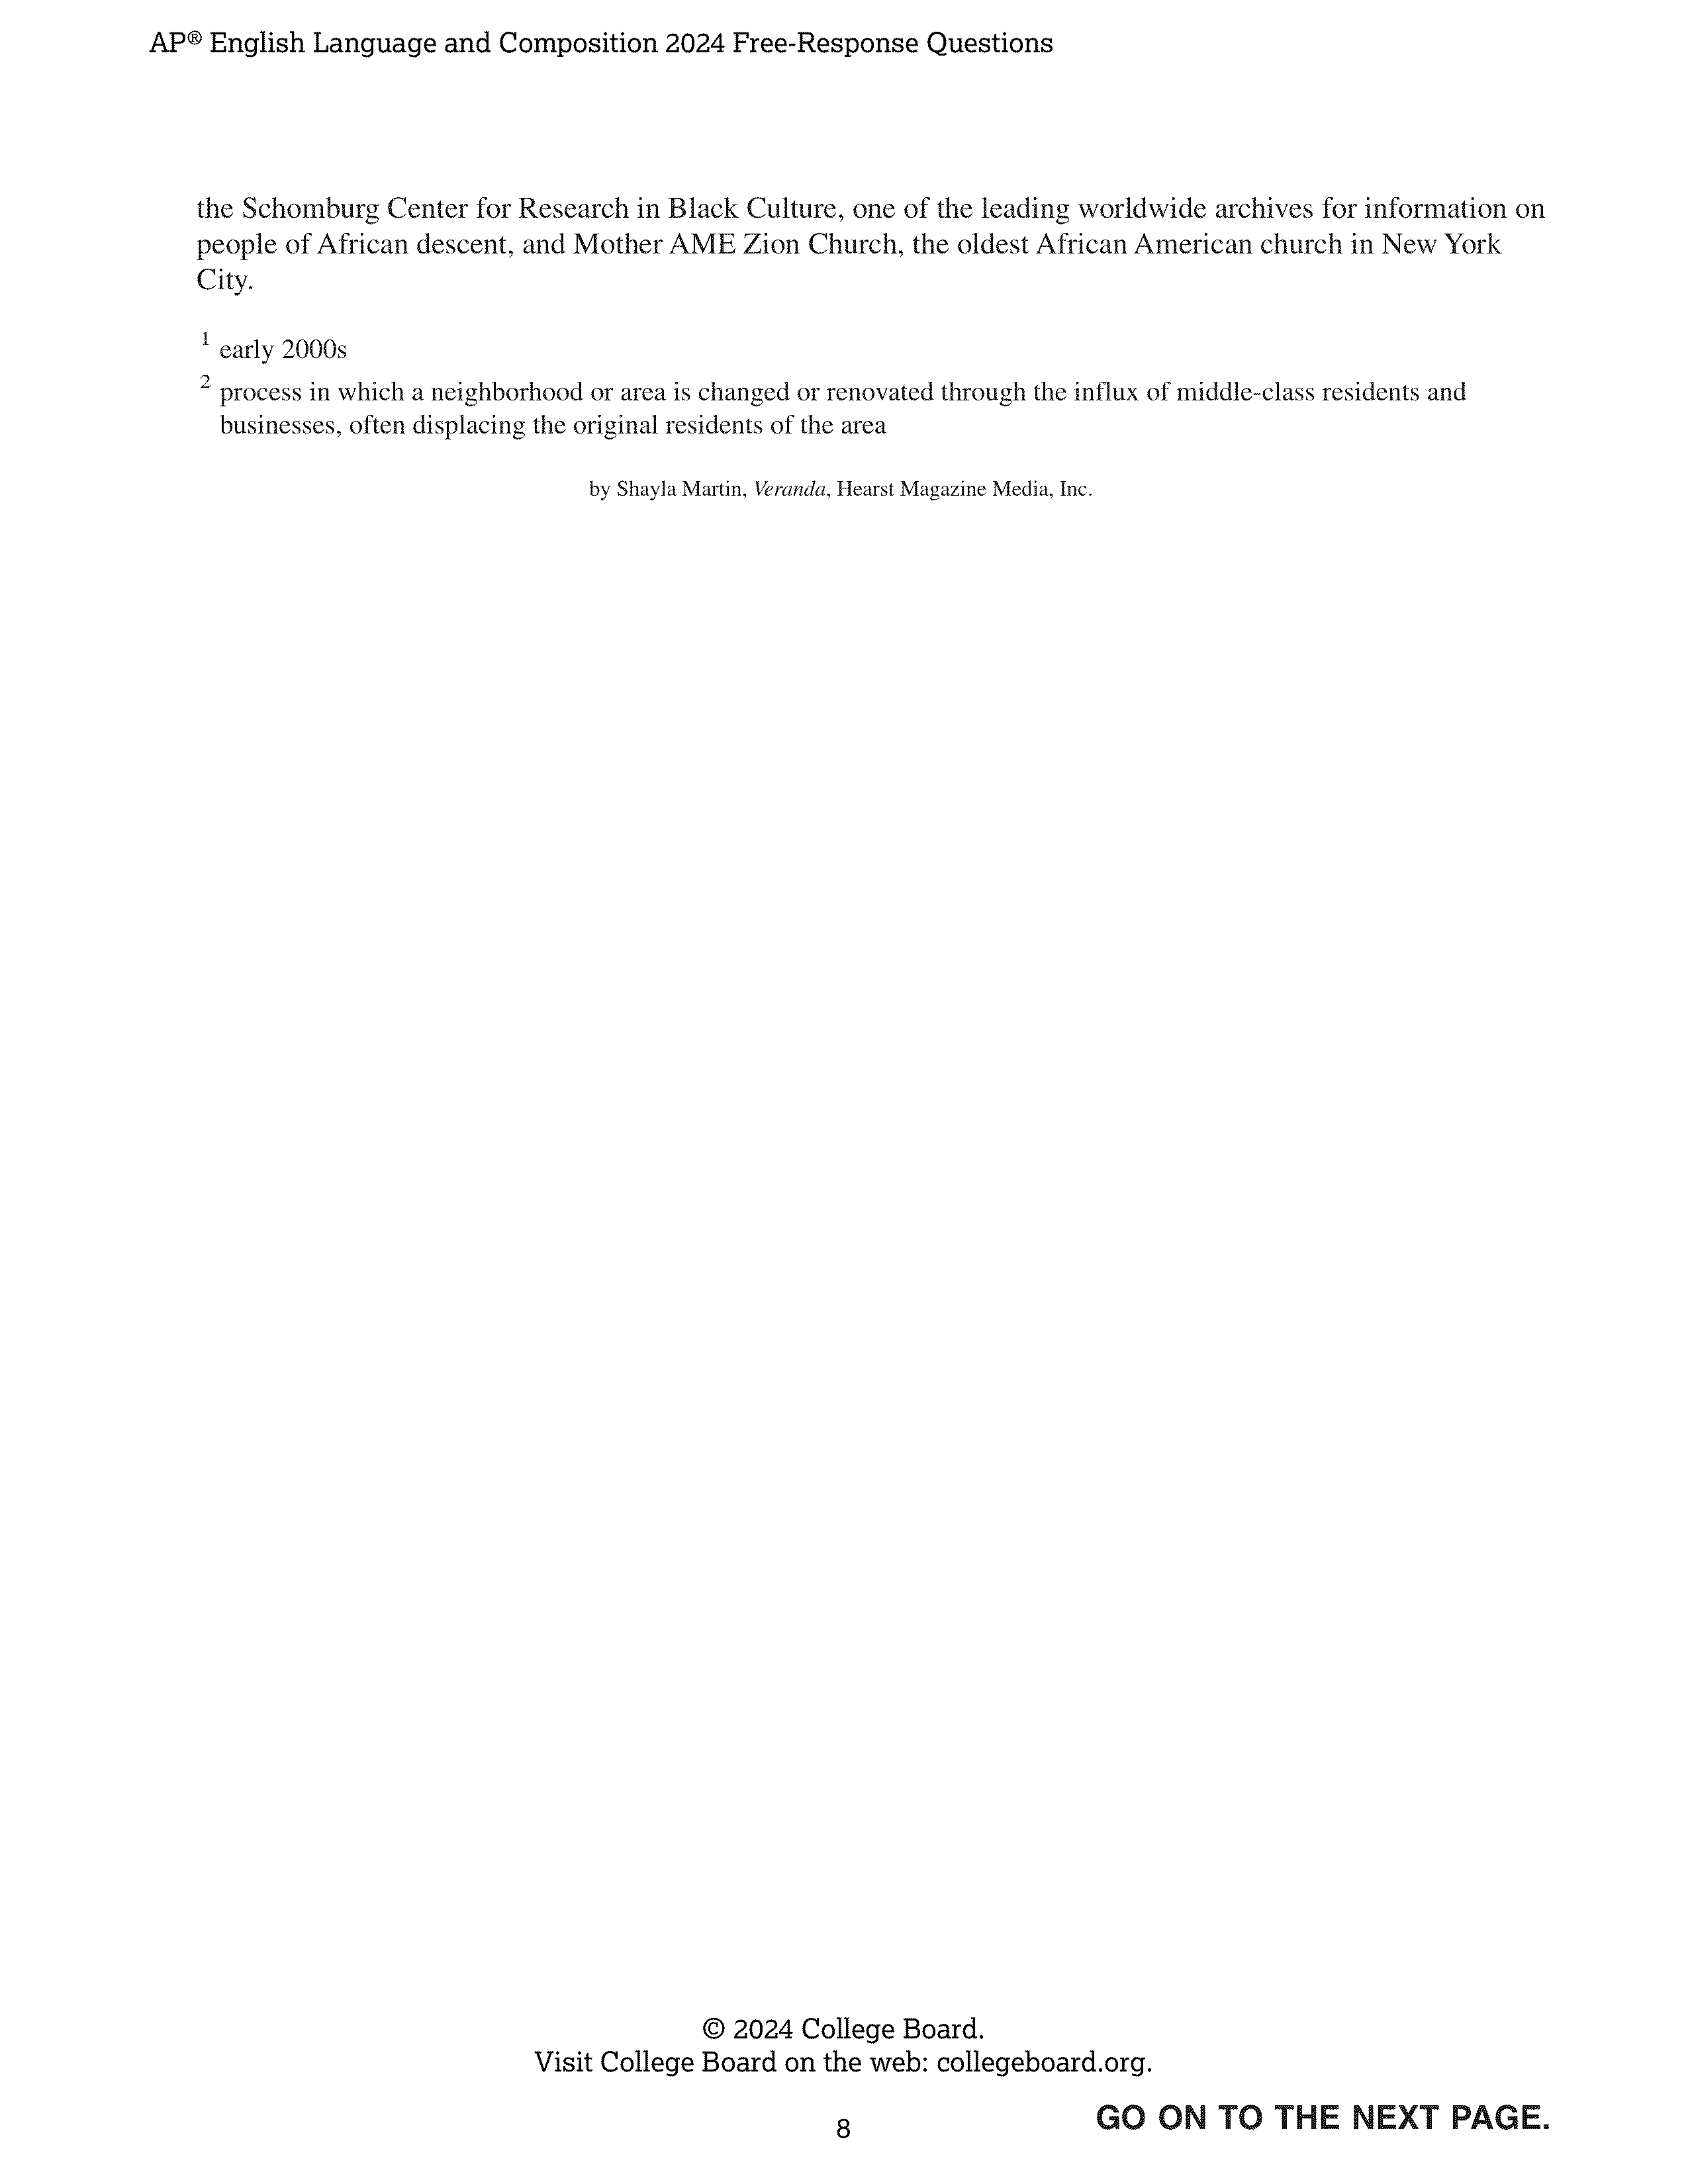 AP® English Language and Composition 2024 Free-Response Questions
the Schomburg Center for Research in Black Culture, one of the leading worldwide archives for information on
people of African descent, and Mother AME Zion Church, the oldest African American church in New York
City.
1 early 2000s
2 process in which a neighborhood or area is changed or renovated through the influx of middle-class residents and
businesses, often displacing the original residents of the area
by Shayla Martin, Veranda, Hearst Magazine Media, Inc.
© 2024 College Board.
Visit College Board on the web: collegeboard.org.
GO ON TO THE NEXT PAGE.
8